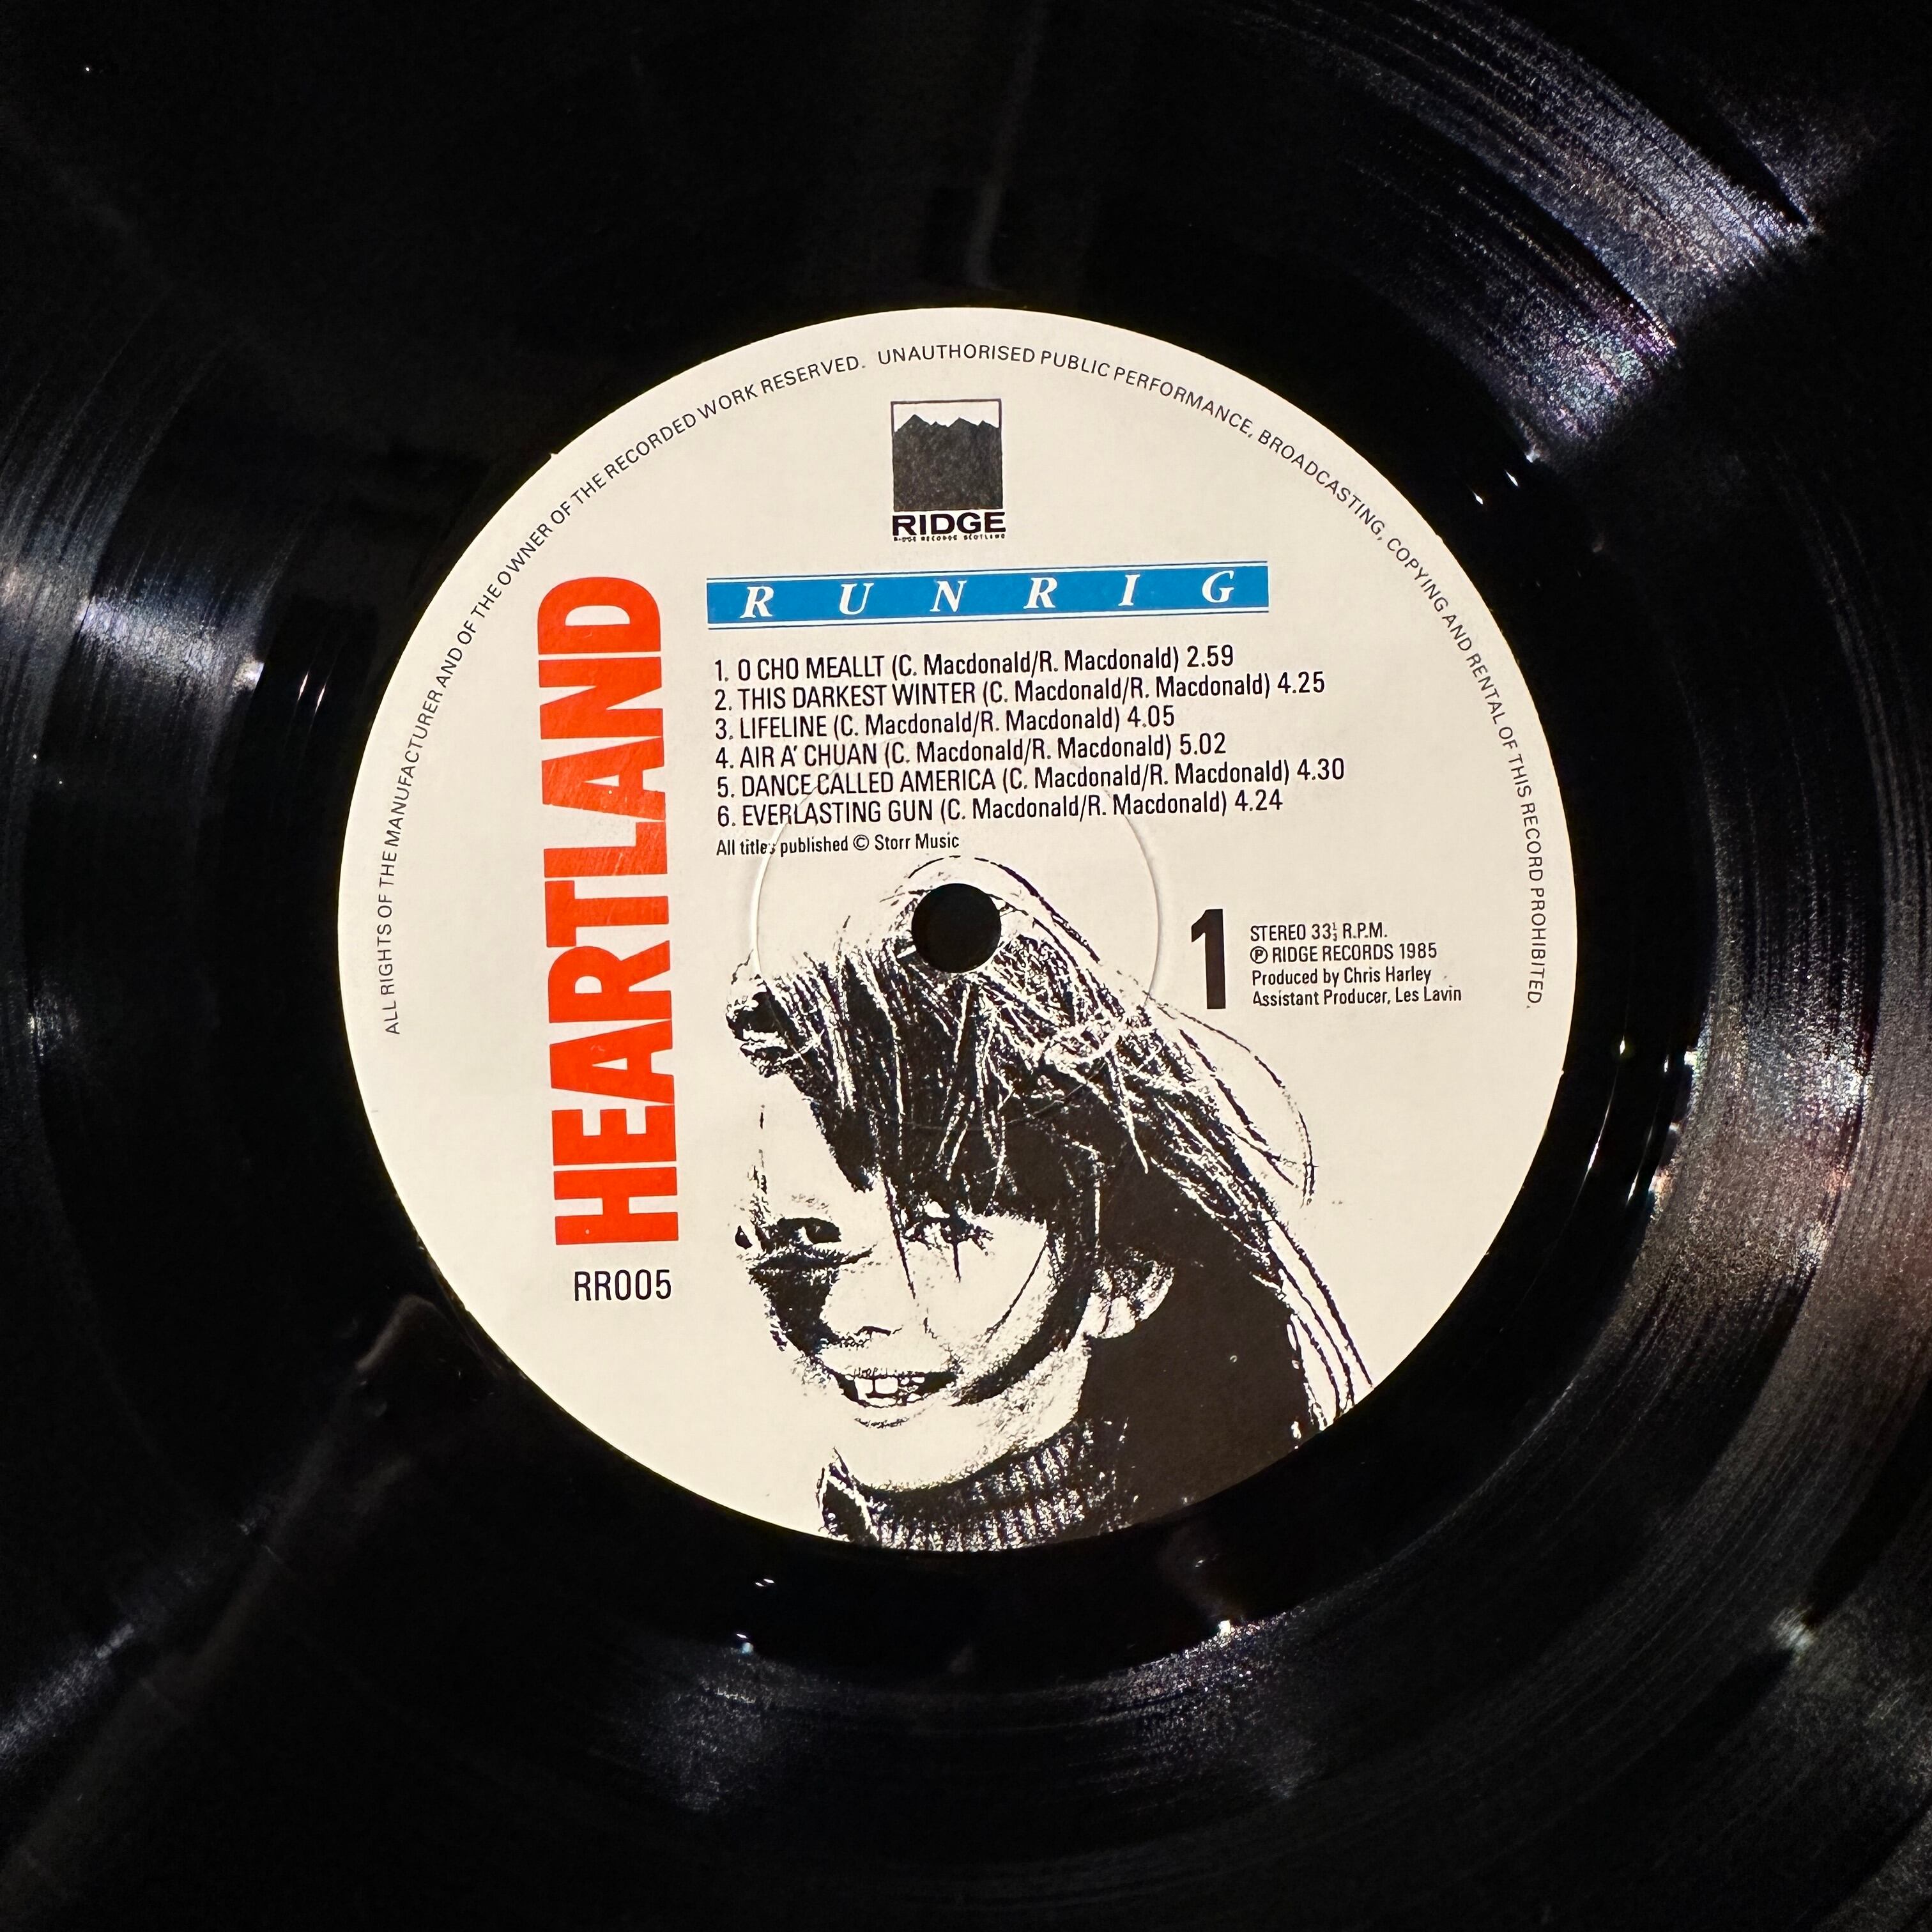 ALL RIGHTS OF THE MANUFACTURER AND OF THE OWNER OF THE RECORDED WORK RESERVED. UNAUTHORISED PUBLIC PERFORMANCE, BROADCASTING, COPYING AND RENTAL OF THIS RECORD PROHIBITED.
RIDGE
RIDGE RECORDS SCOTLAND
HEARTLAND
RUNRIG
1. O CHO MEALLT (C. Macdonald/R. Macdonald) 2.59
2. THIS DARKEST WINTER (C. Macdonald/R. Macdonald) 4.25
3. LIFELINE (C. Macdonald/R. Macdonald) 4.05
4. AIR A' CHUAN (C. Macdonald/R. Macdonald) 5.02
5. DANCE CALLED AMERICA (C. Macdonald/R. Macdonald) 4.30
6. EVERLASTING GUN (C. Macdonald/R. Macdonald) 4.24
All titles published © Storr Music
1
STEREO 33⅓ R.P.M.
℗ RIDGE RECORDS 1985
Produced by Chris Harley
Assistant Producer, Les Lavin
RR005